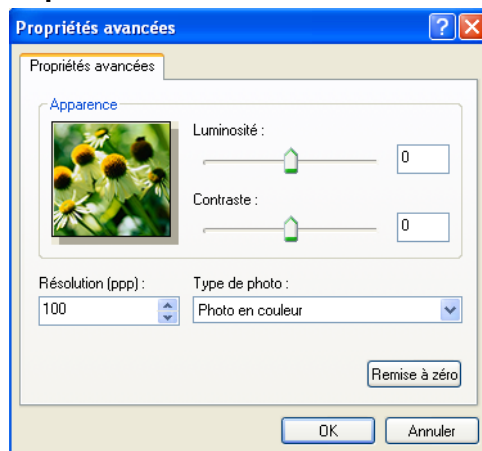 Propriétés avancées
Propriétés avancées
Apparence
Luminosité :
0
Contraste :
0
Résolution (ppp) :
Type de photo :
100
Photo en couleur
Remise à zéro
OK
Annuler